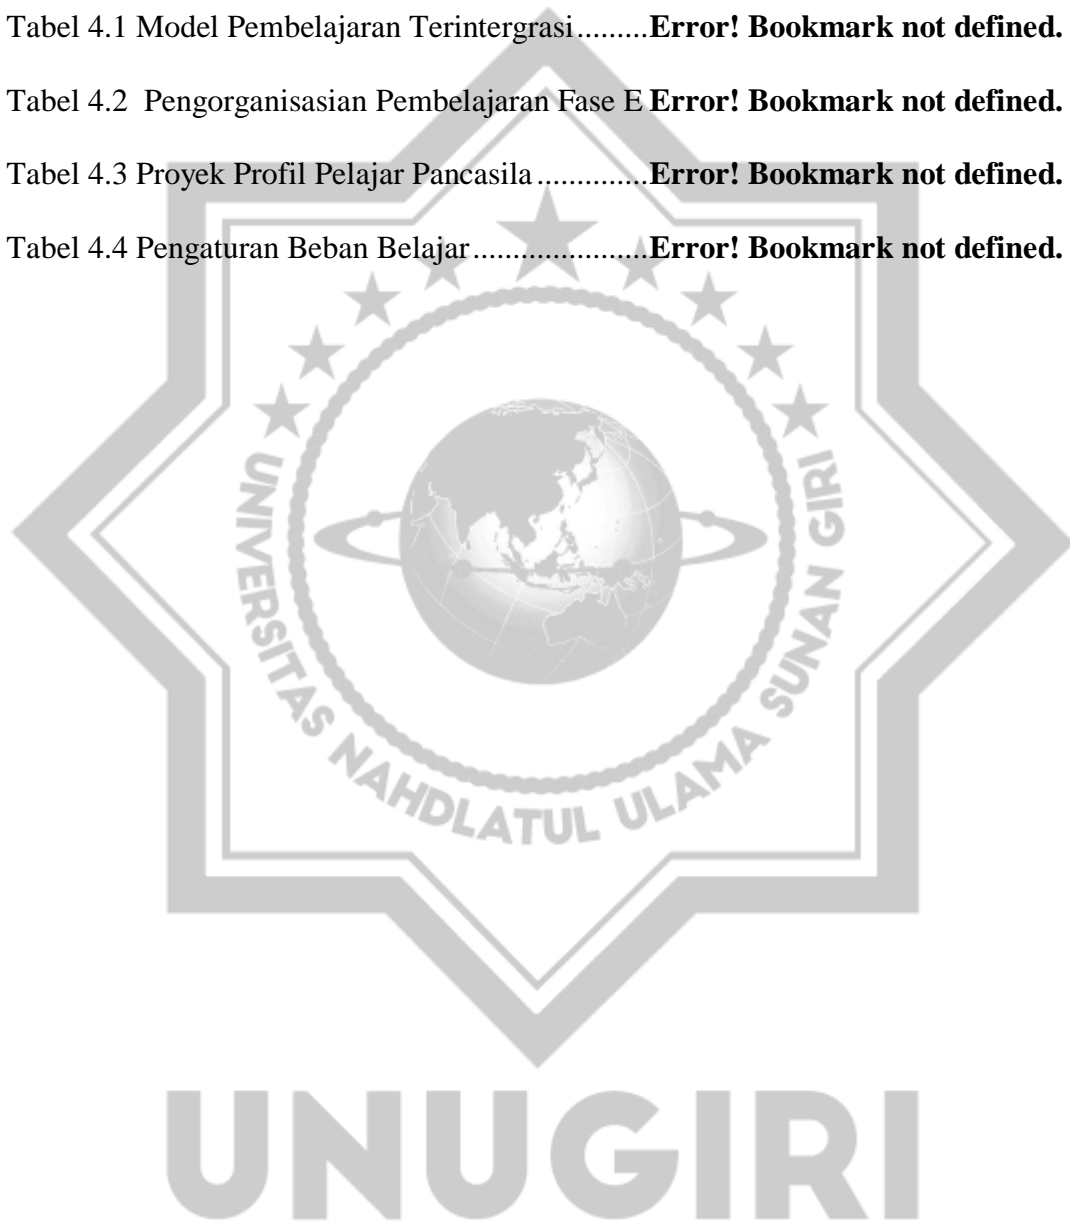 Tabel 4.1 Model Pembelajaran Terintergrasi.........Error! Bookmark not defined.
Tabel 4.2  Pengorganisasian Pembelajaran Fase E Error! Bookmark not defined.
Tabel 4.3 Proyek Profil Pelajar Pancasila..............Error! Bookmark not defined.
Tabel 4.4 Pengaturan Beban Belajar......................Error! Bookmark not defined.
UNIVERSITAS NAHDLATUL ULAMA SUNAN GIRI
UNUGIRI